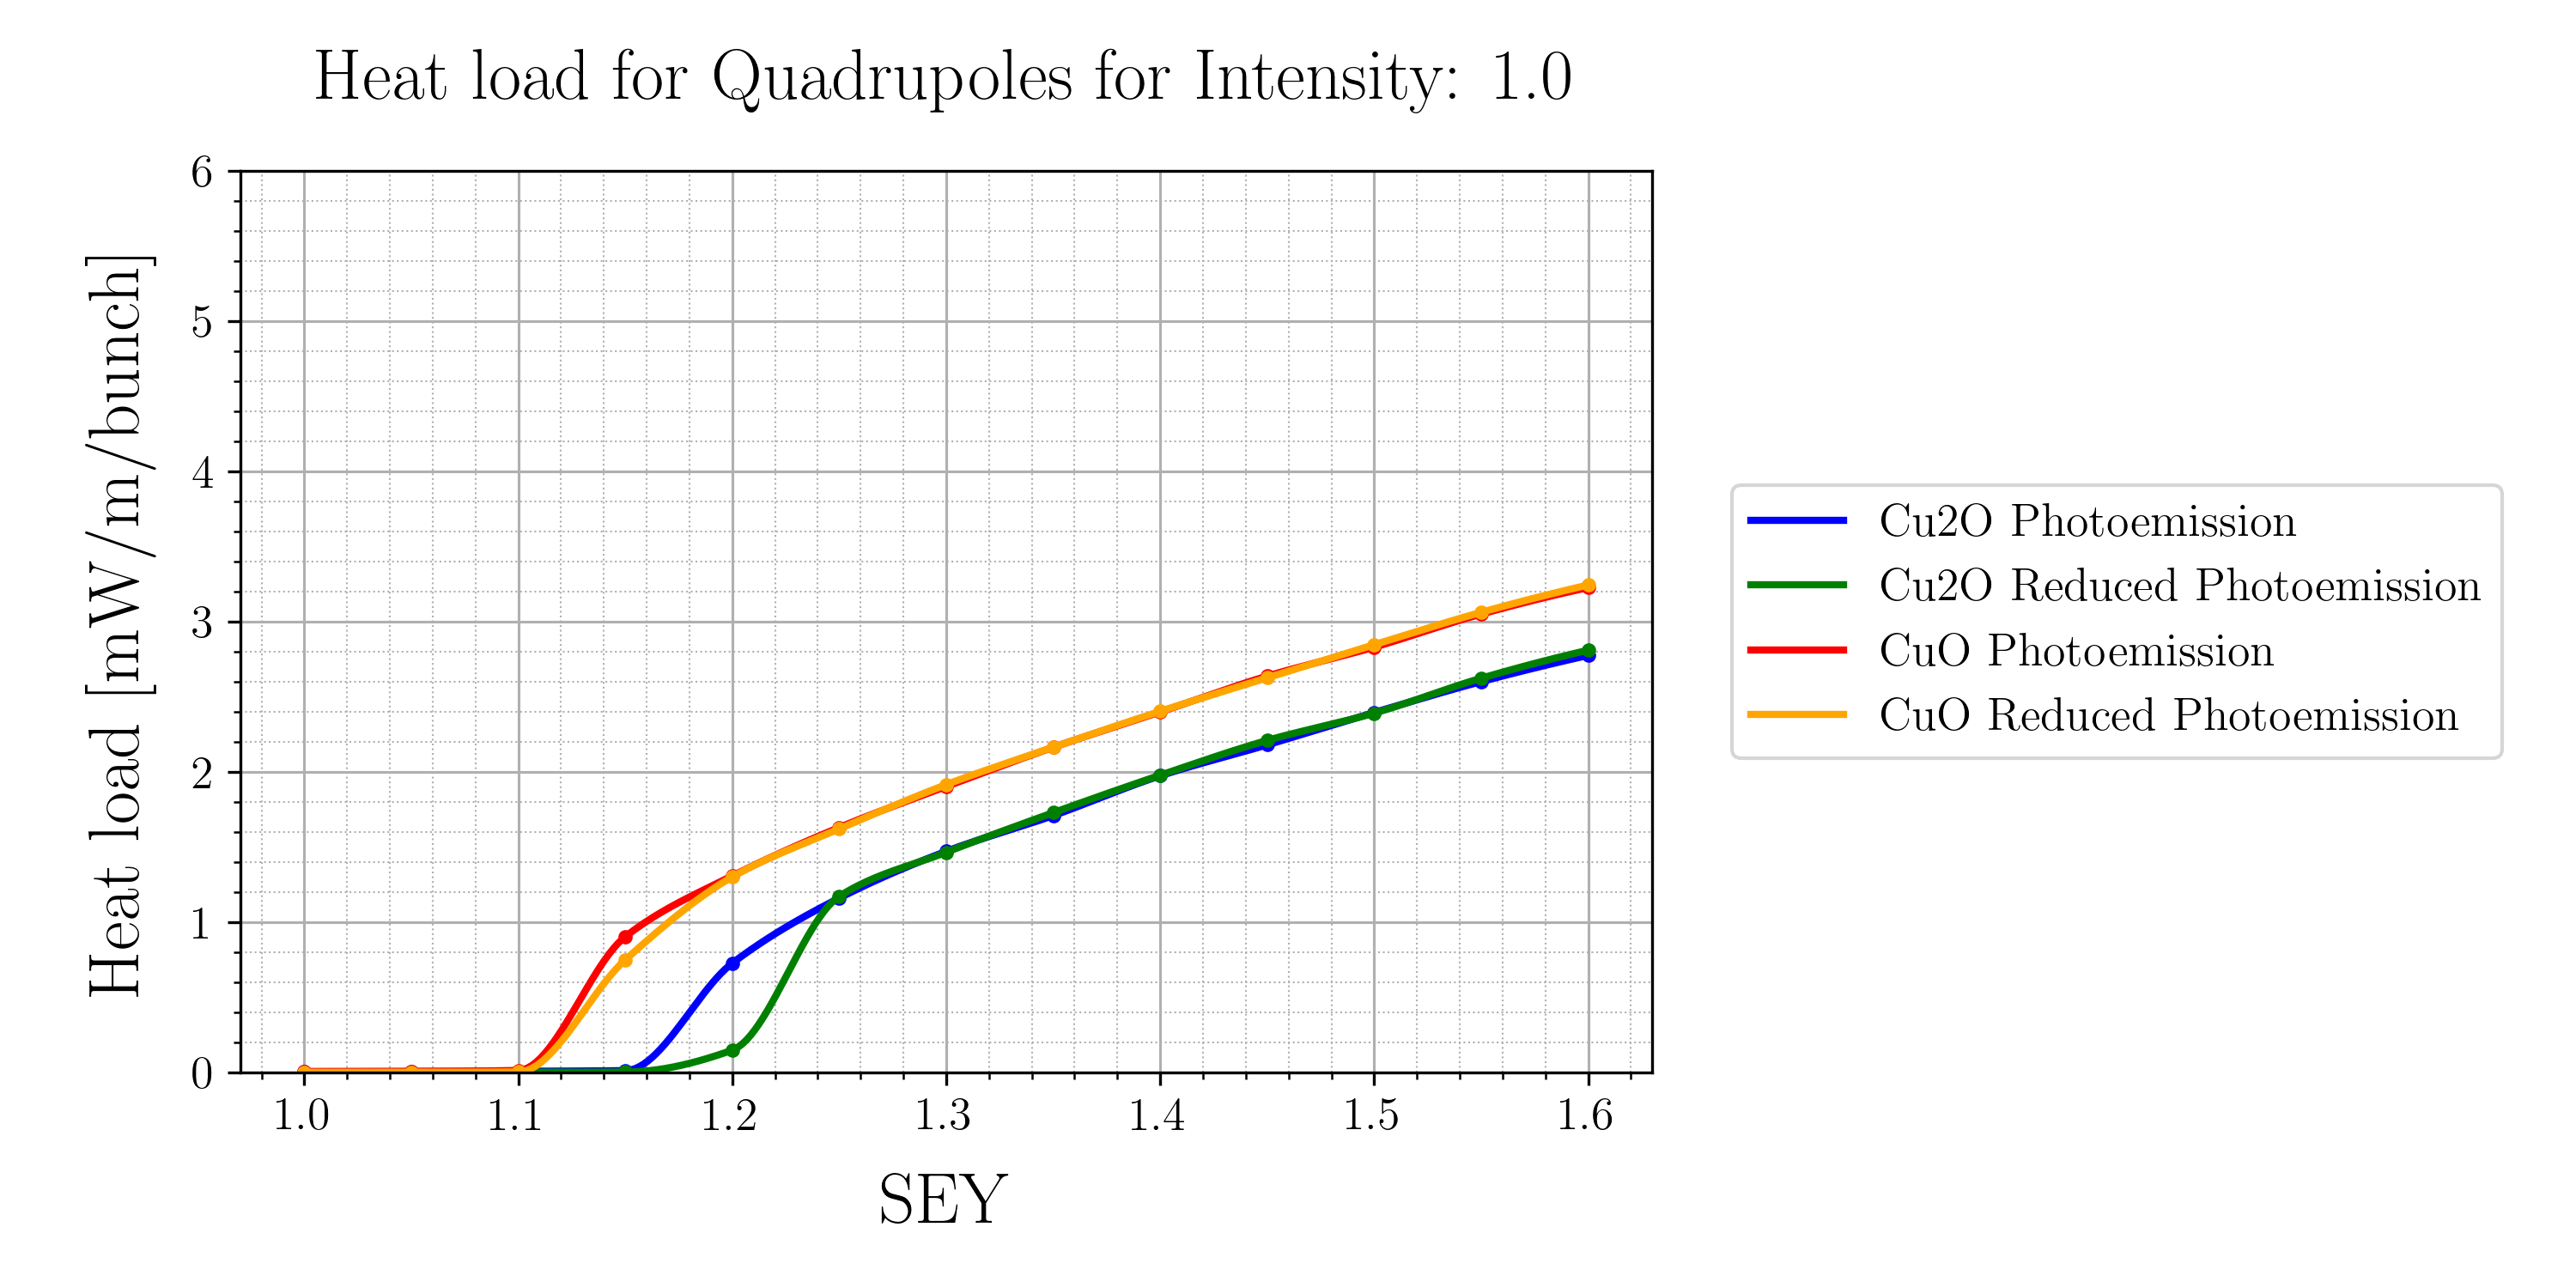 Heat load for Quadrupoles for Intensity: 1.0
Heat load [mW/m/bunch]
6
5
4
3
2
1
0
1.0 1.1 1.2 1.3 1.4 1.5 1.6
SEY
Cu2O Photoemission
Cu2O Reduced Photoemission
CuO Photoemission
CuO Reduced Photoemission